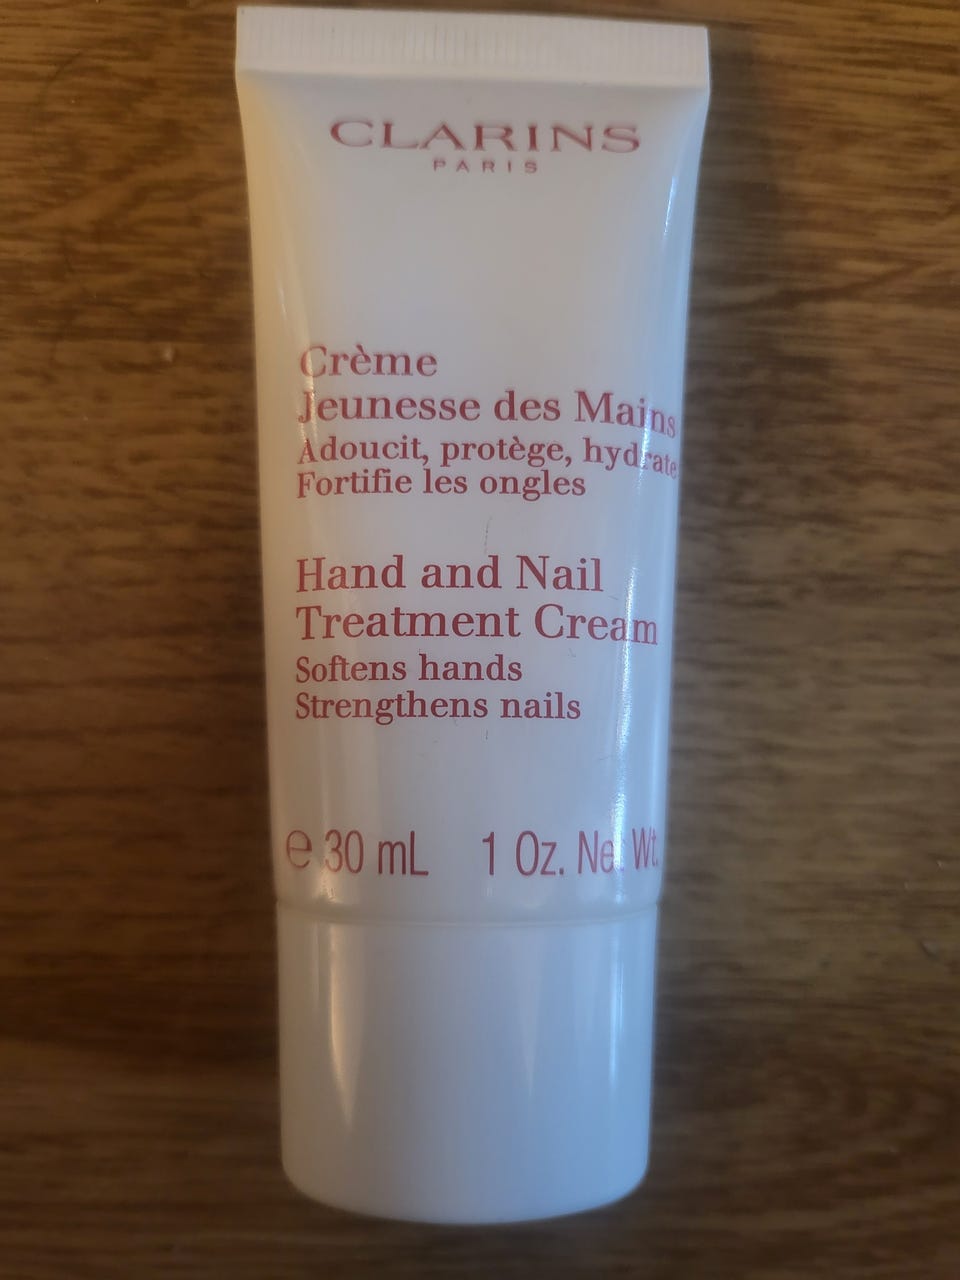 CLARINS
PARIS
Crème
Jeunesse des Mains
Adoucit, protège, hydrate
Fortifie les ongles
Hand and Nail
Treatment Cream
Softens hands
Strengthens nails
℮ 30 mL 1 Oz. Net Wt.